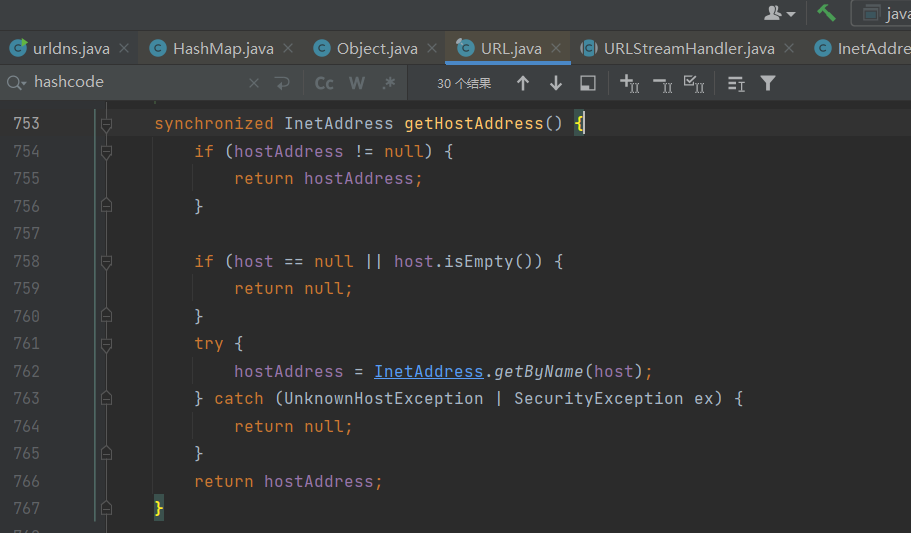 java
urldns.java
HashMap.java
Object.java
URL.java
URLStreamHandler.java
InetAddre
hashcode
Cc W .*
30 个结果
753 synchronized InetAddress getHostAddress() {
754 if (hostAddress != null) {
755 return hostAddress;
756 }
757
758 if (host == null || host.isEmpty()) {
759 return null;
760 }
761 try {
762 hostAddress = InetAddress.getByName(host);
763 } catch (UnknownHostException | SecurityException ex) {
764 return null;
765 }
766 return hostAddress;
767 }